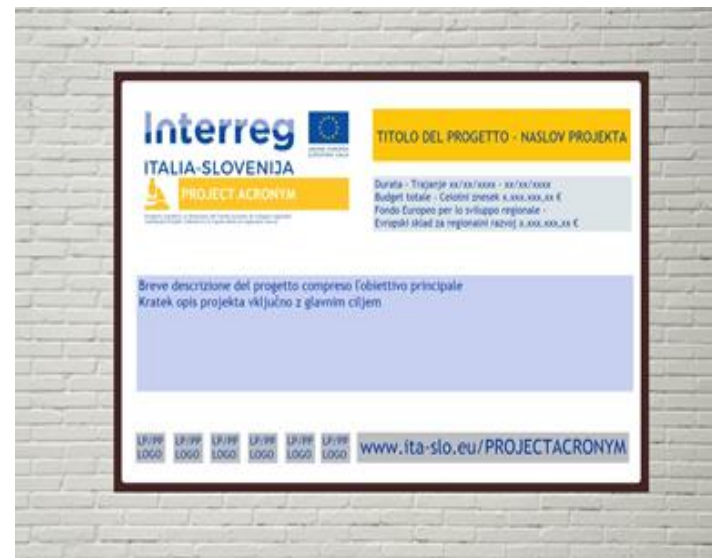 Interreg
ITALIA-SLOVENIJA
PROJECT ACRONYM
TITOLO DEL PROGETTO - NASLOV PROJEKTA
Durata - Trajanje xx/xx/xxxx - xx/xx/xxxx
Budget totale - Celotni znesek x.xxx.xxx,xx €
Fondo Europeo per lo sviluppo regionale -
Evropski sklad za regionalni razvoj x.xxx.xxx,xx €
Breve descrizione del progetto compreso l'obiettivo principale
Kratek opis projekta vključno z glavnim ciljem
LP/PP LOGO
LP/PP LOGO
LP/PP LOGO
LP/PP LOGO
LP/PP LOGO
LP/PP LOGO
www.ita-slo.eu/PROJECTACRONYM